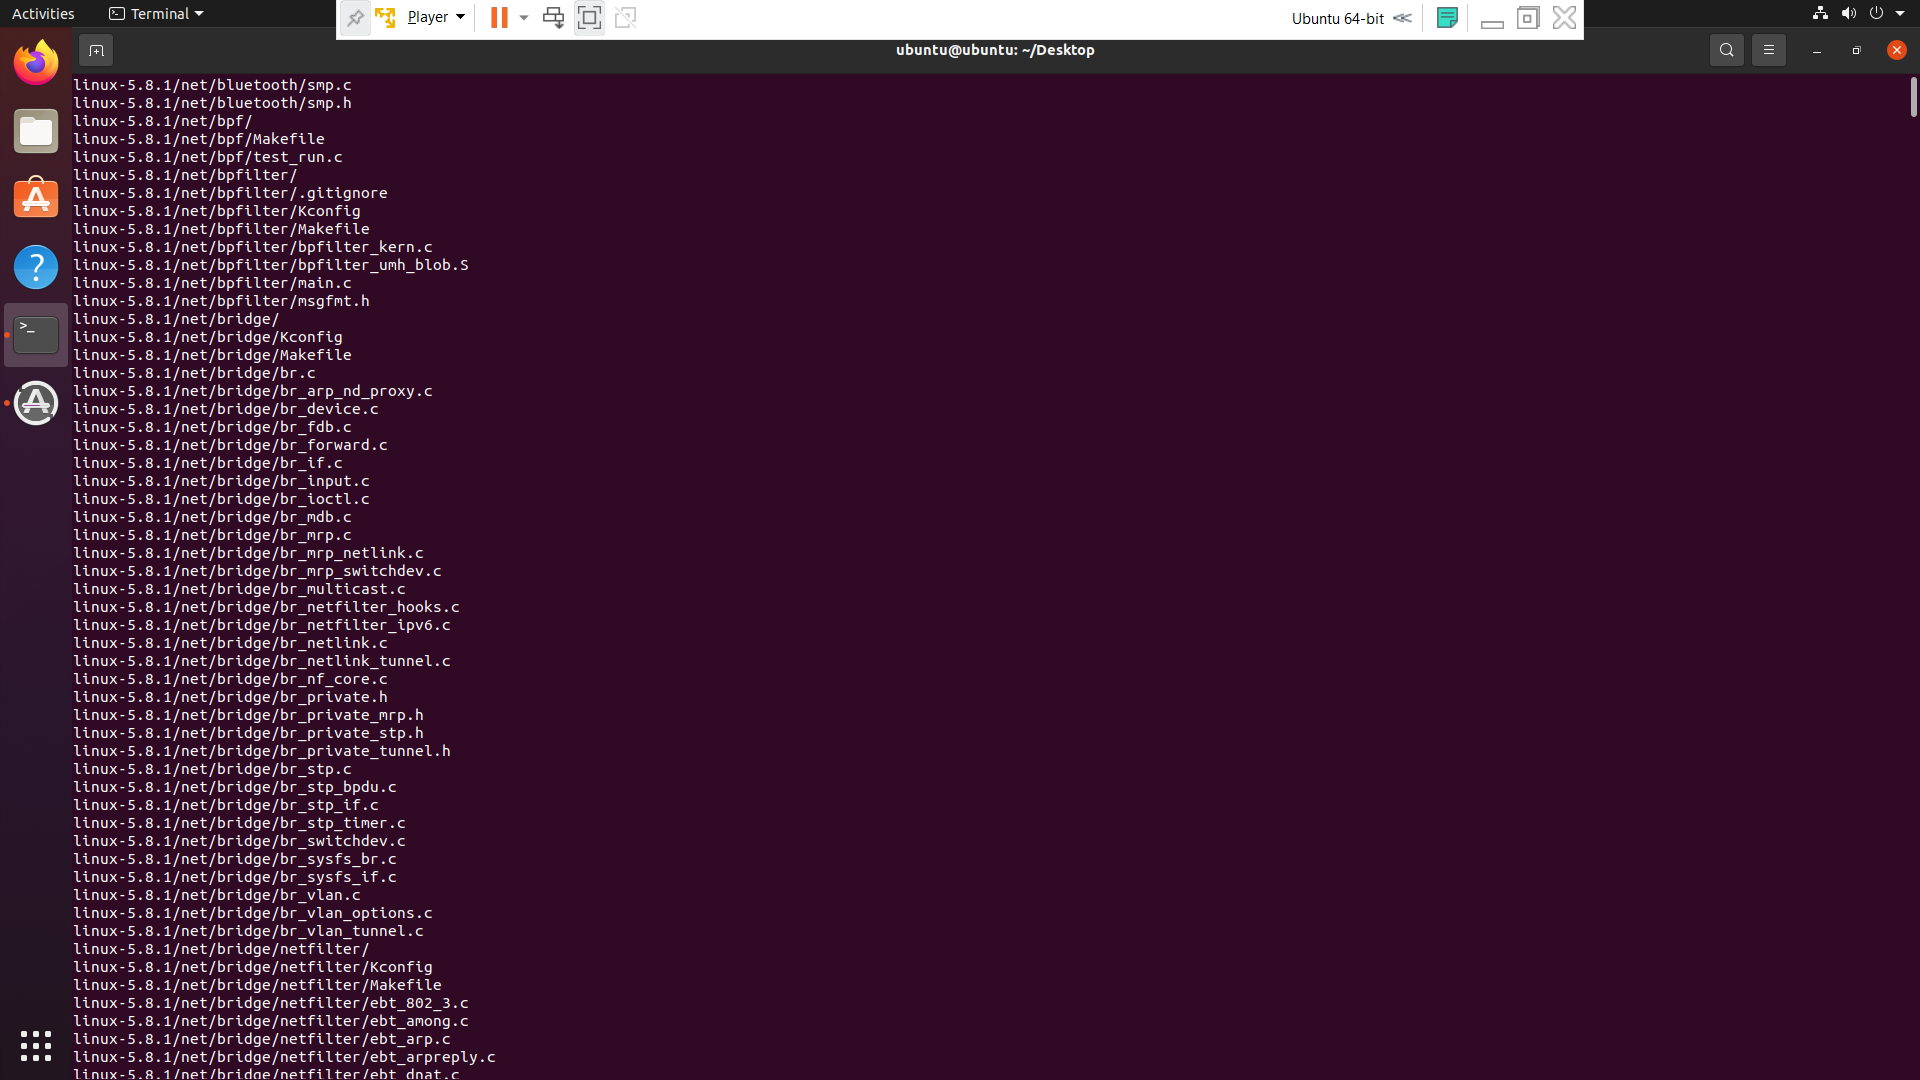 Activities Terminal Player Ubuntu 64-bit
ubuntu@ubuntu: ~/Desktop
linux-5.8.1/net/bluetooth/smp.c
linux-5.8.1/net/bluetooth/smp.h
linux-5.8.1/net/bpf/
linux-5.8.1/net/bpf/Makefile
linux-5.8.1/net/bpf/test_run.c
linux-5.8.1/net/bpfilter/
linux-5.8.1/net/bpfilter/.gitignore
linux-5.8.1/net/bpfilter/Kconfig
linux-5.8.1/net/bpfilter/Makefile
linux-5.8.1/net/bpfilter/bpfilter_kern.c
linux-5.8.1/net/bpfilter/bpfilter_umh_blob.S
linux-5.8.1/net/bpfilter/main.c
linux-5.8.1/net/bpfilter/msgfmt.h
linux-5.8.1/net/bridge/
linux-5.8.1/net/bridge/Kconfig
linux-5.8.1/net/bridge/Makefile
linux-5.8.1/net/bridge/br.c
linux-5.8.1/net/bridge/br_arp_nd_proxy.c
linux-5.8.1/net/bridge/br_device.c
linux-5.8.1/net/bridge/br_fdb.c
linux-5.8.1/net/bridge/br_forward.c
linux-5.8.1/net/bridge/br_if.c
linux-5.8.1/net/bridge/br_input.c
linux-5.8.1/net/bridge/br_ioctl.c
linux-5.8.1/net/bridge/br_mdb.c
linux-5.8.1/net/bridge/br_mrp.c
linux-5.8.1/net/bridge/br_mrp_netlink.c
linux-5.8.1/net/bridge/br_mrp_switchdev.c
linux-5.8.1/net/bridge/br_multicast.c
linux-5.8.1/net/bridge/br_netfilter_hooks.c
linux-5.8.1/net/bridge/br_netfilter_ipv6.c
linux-5.8.1/net/bridge/br_netlink.c
linux-5.8.1/net/bridge/br_netlink_tunnel.c
linux-5.8.1/net/bridge/br_nf_core.c
linux-5.8.1/net/bridge/br_private.h
linux-5.8.1/net/bridge/br_private_mrp.h
linux-5.8.1/net/bridge/br_private_stp.h
linux-5.8.1/net/bridge/br_private_tunnel.h
linux-5.8.1/net/bridge/br_stp.c
linux-5.8.1/net/bridge/br_stp_bpdu.c
linux-5.8.1/net/bridge/br_stp_if.c
linux-5.8.1/net/bridge/br_stp_timer.c
linux-5.8.1/net/bridge/br_switchdev.c
linux-5.8.1/net/bridge/br_sysfs_br.c
linux-5.8.1/net/bridge/br_sysfs_if.c
linux-5.8.1/net/bridge/br_vlan.c
linux-5.8.1/net/bridge/br_vlan_options.c
linux-5.8.1/net/bridge/br_vlan_tunnel.c
linux-5.8.1/net/bridge/netfilter/
linux-5.8.1/net/bridge/netfilter/Kconfig
linux-5.8.1/net/bridge/netfilter/Makefile
linux-5.8.1/net/bridge/netfilter/ebt_802_3.c
linux-5.8.1/net/bridge/netfilter/ebt_among.c
linux-5.8.1/net/bridge/netfilter/ebt_arp.c
linux-5.8.1/net/bridge/netfilter/ebt_arpreply.c
linux-5.8.1/net/bridge/netfilter/ebt_dnat.c